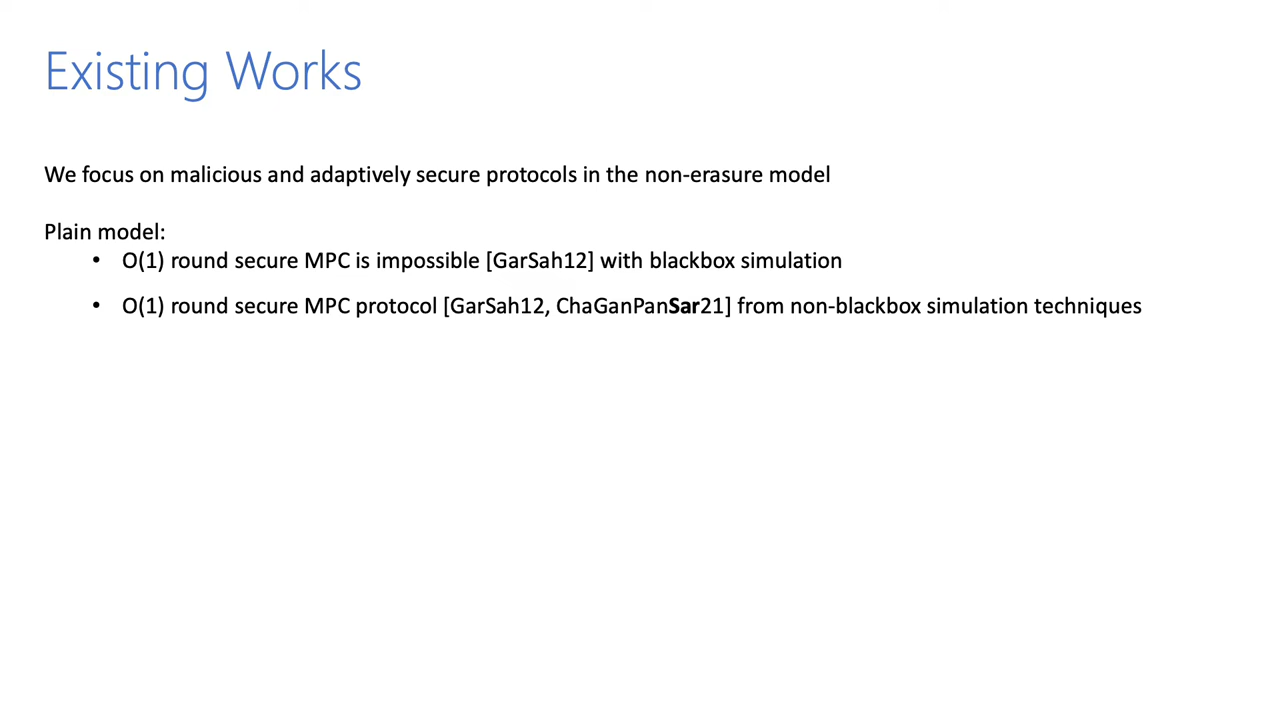 Existing Works
We focus on malicious and adaptively secure protocols in the non-erasure model
Plain model:
• O(1) round secure MPC is impossible [GarSah12] with blackbox simulation
• O(1) round secure MPC protocol [GarSah12, ChaGanPanSar21] from non-blackbox simulation techniques